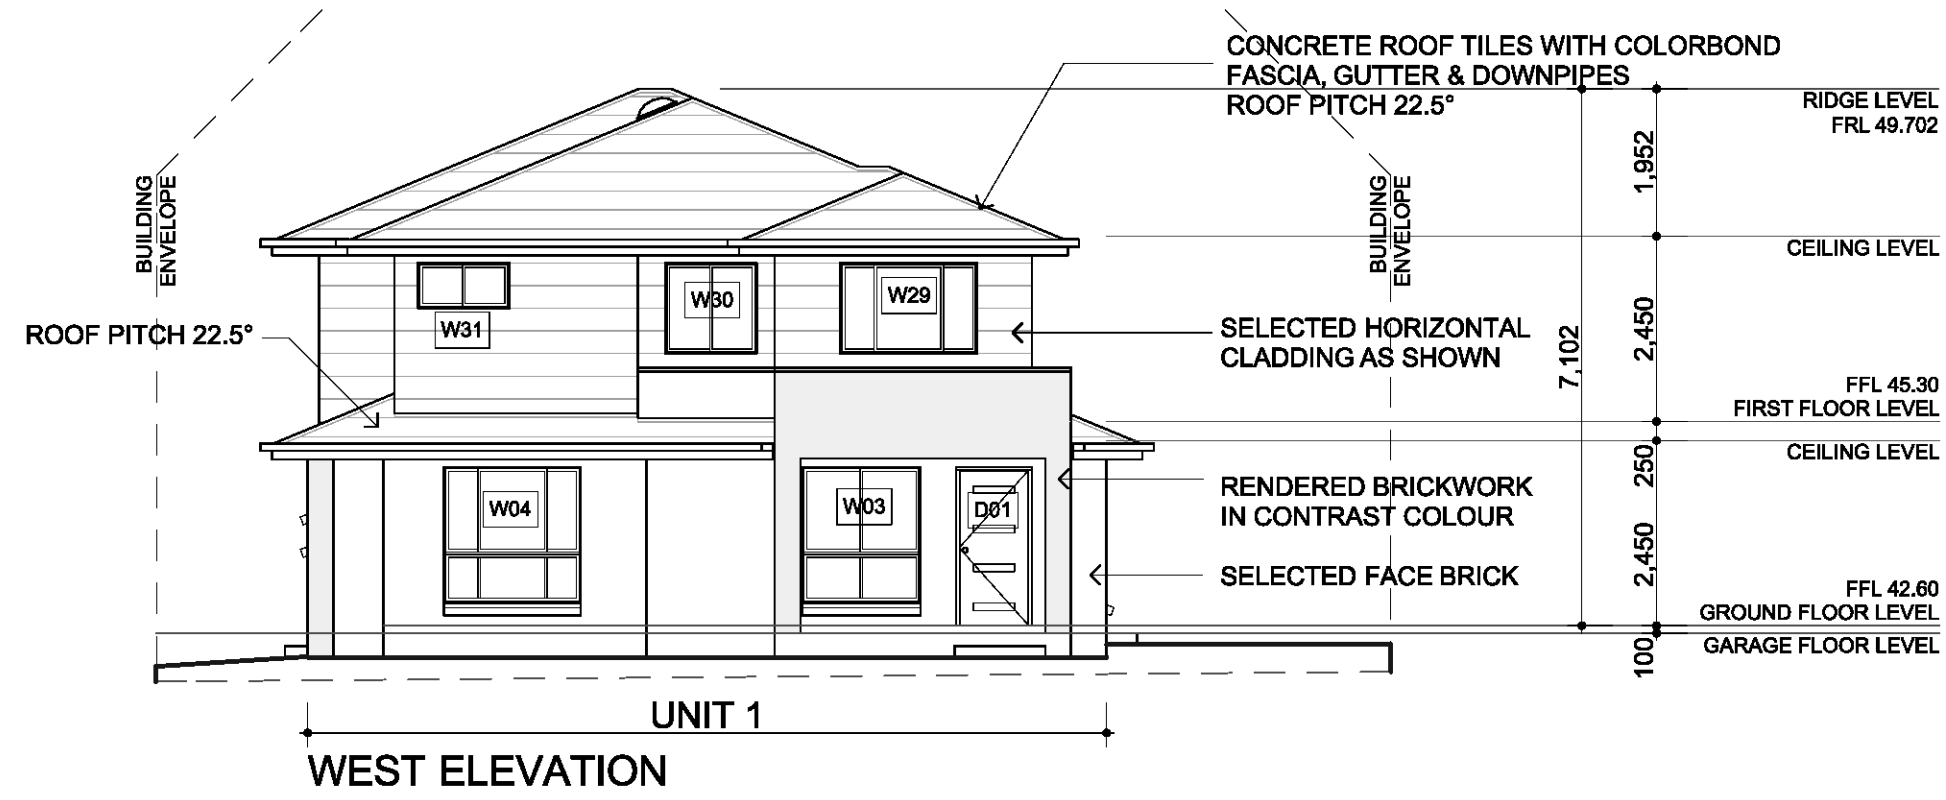 CONCRETE ROOF TILES WITH COLORBOND
FASCIA, GUTTER & DOWNPIPES
ROOF PITCH 22.5°
RIDGE LEVEL
FRL 49.702
1,952
BUILDING
ENVELOPE
BUILDING
ENVELOPE
CEILING LEVEL
W31
W30
W29
ROOF PITCH 22.5°
SELECTED HORIZONTAL
CLADDING AS SHOWN
7,102
2,450
FFL 45.30
FIRST FLOOR LEVEL
CEILING LEVEL
250
W04
W03
D01
RENDERED BRICKWORK
IN CONTRAST COLOUR
SELECTED FACE BRICK
2,450
FFL 42.60
GROUND FLOOR LEVEL
GARAGE FLOOR LEVEL
100
UNIT 1
WEST ELEVATION